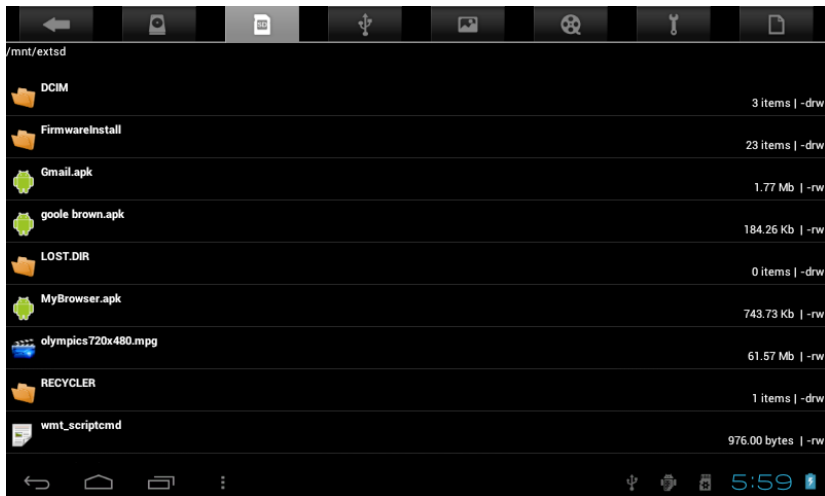 /mnt/extsd
DCIM
3 items | -drw
FirmwareInstall
23 items | -drw
Gmail.apk
1.77 Mb | -rw
goole brown.apk
184.26 Kb | -rw
LOST.DIR
0 items | -drw
MyBrowser.apk
743.73 Kb | -rw
olympics720x480.mpg
61.57 Mb | -rw
RECYCLER
1 items | -drw
wmt_scriptcmd
976.00 bytes | -rw
5:59